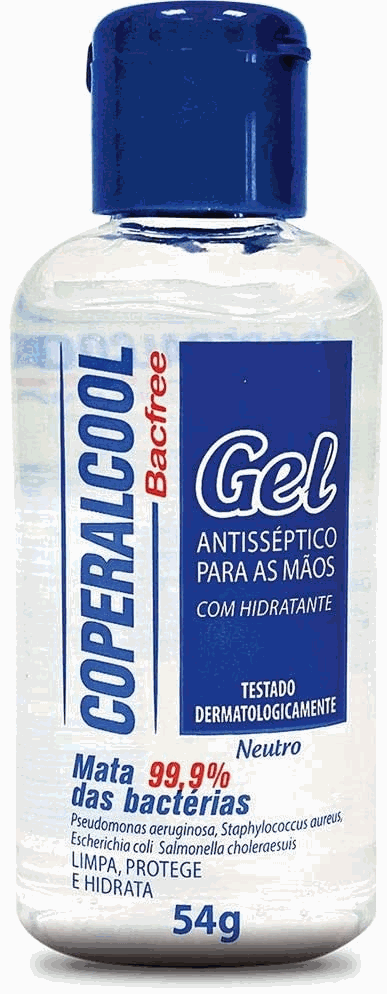 COPERALCOOL
Bacfree
Gel
ANTISSÉPTICO
PARA AS MÃOS
COM HIDRATANTE
TESTADO
DERMATOLOGICAMENTE
Neutro
Mata 99,9%
das bactérias
Pseudomonas aeruginosa, Staphylococcus aureus,
Escherichia coli Salmonella choleraesuis
LIMPA, PROTEGE
E HIDRATA
54g